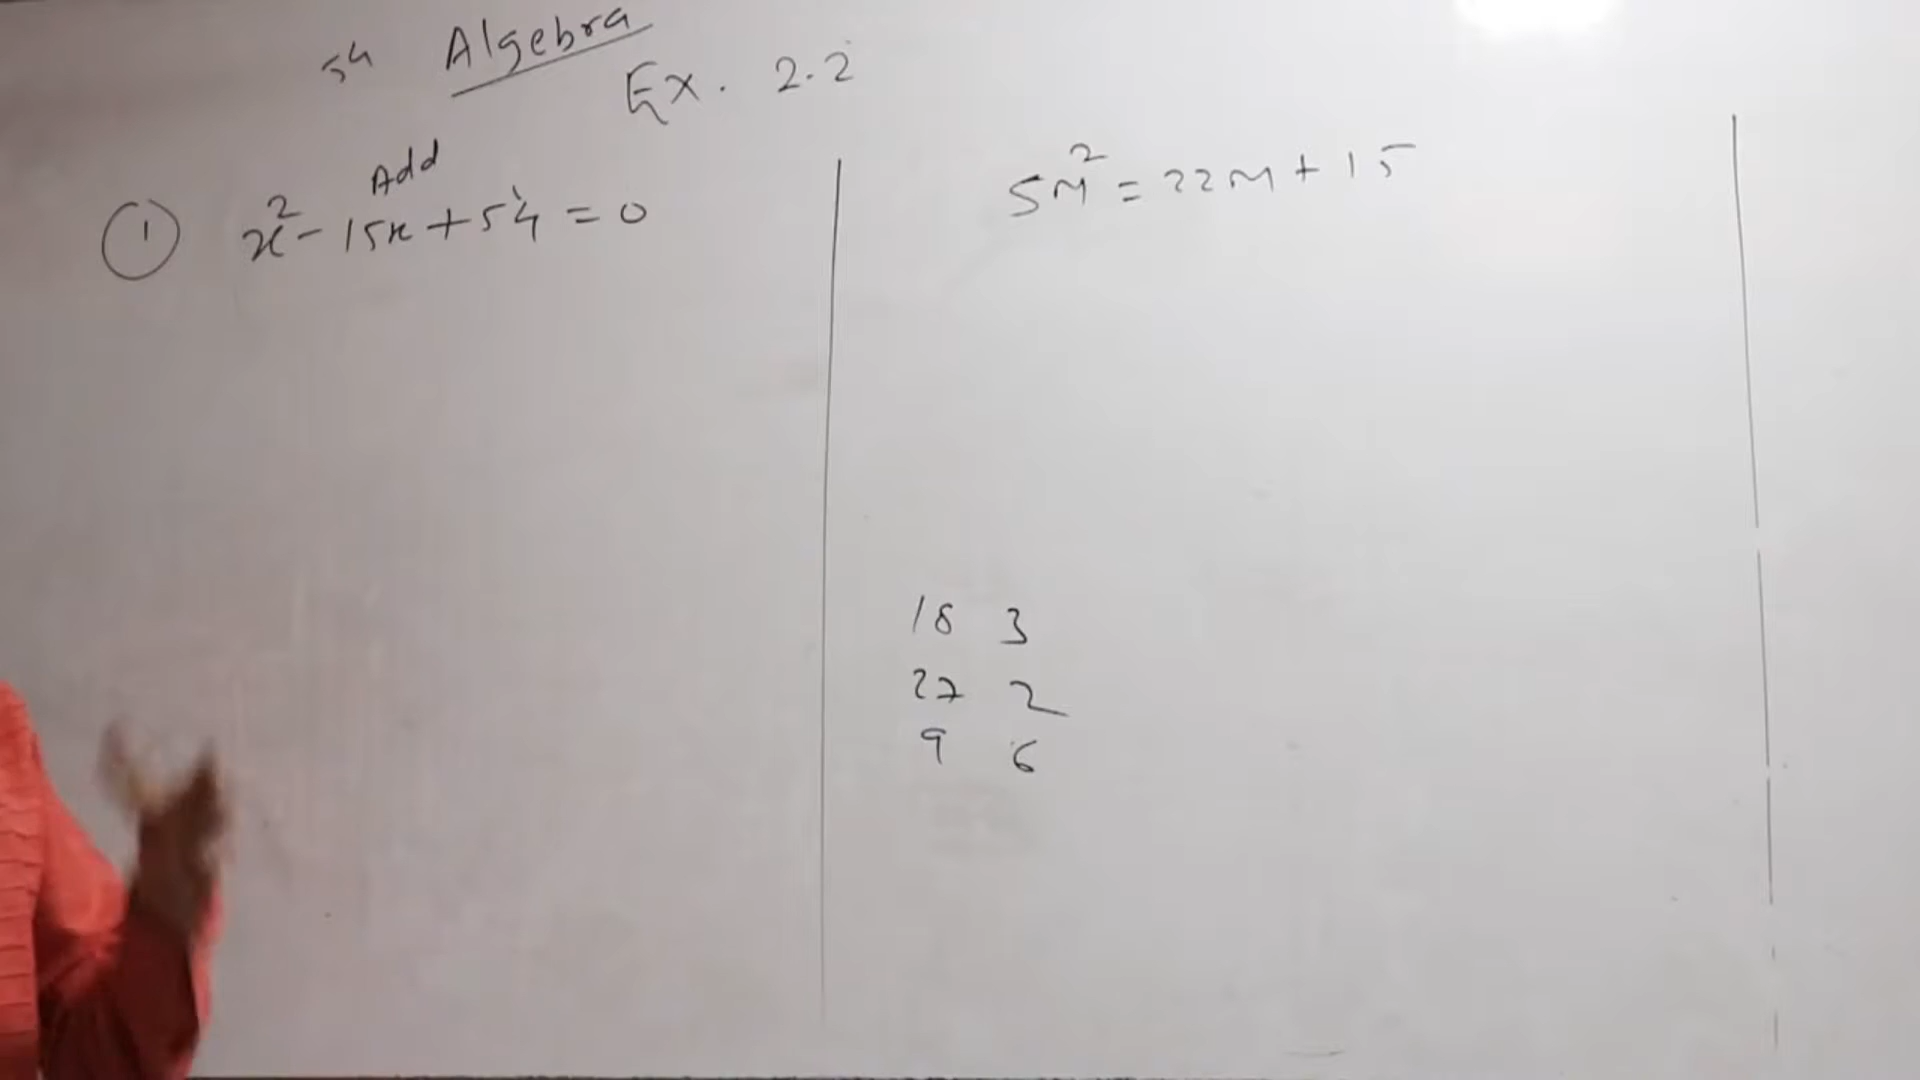 54 Algebra
Ex. 2.2
Add
① x² - 15x + 54 = 0
5m² = 22m + 15
18 3
27 2
9 6